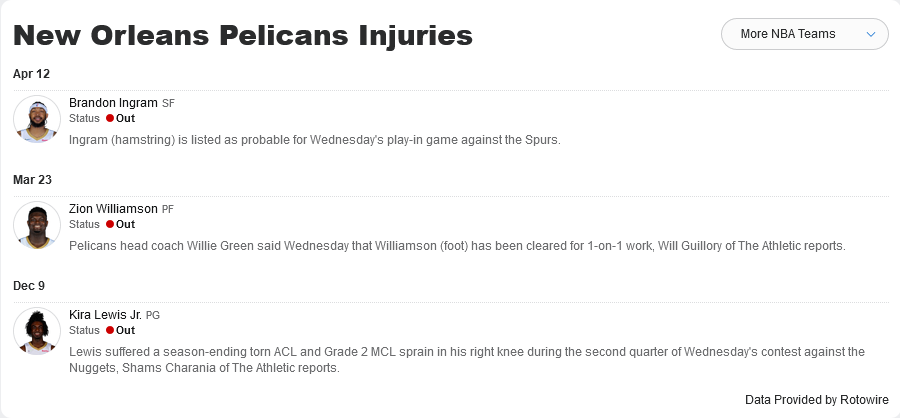 New Orleans Pelicans Injuries
More NBA Teams
Apr 12
Brandon Ingram SF
Status Out
Ingram (hamstring) is listed as probable for Wednesday's play-in game against the Spurs.
Mar 23
Zion Williamson PF
Status Out
Pelicans head coach Willie Green said Wednesday that Williamson (foot) has been cleared for 1-on-1 work, Will Guillory of The Athletic reports.
Dec 9
Kira Lewis Jr. PG
Status Out
Lewis suffered a season-ending torn ACL and Grade 2 MCL sprain in his right knee during the second quarter of Wednesday's contest against the
Nuggets, Shams Charania of The Athletic reports.
Data Provided by Rotowire